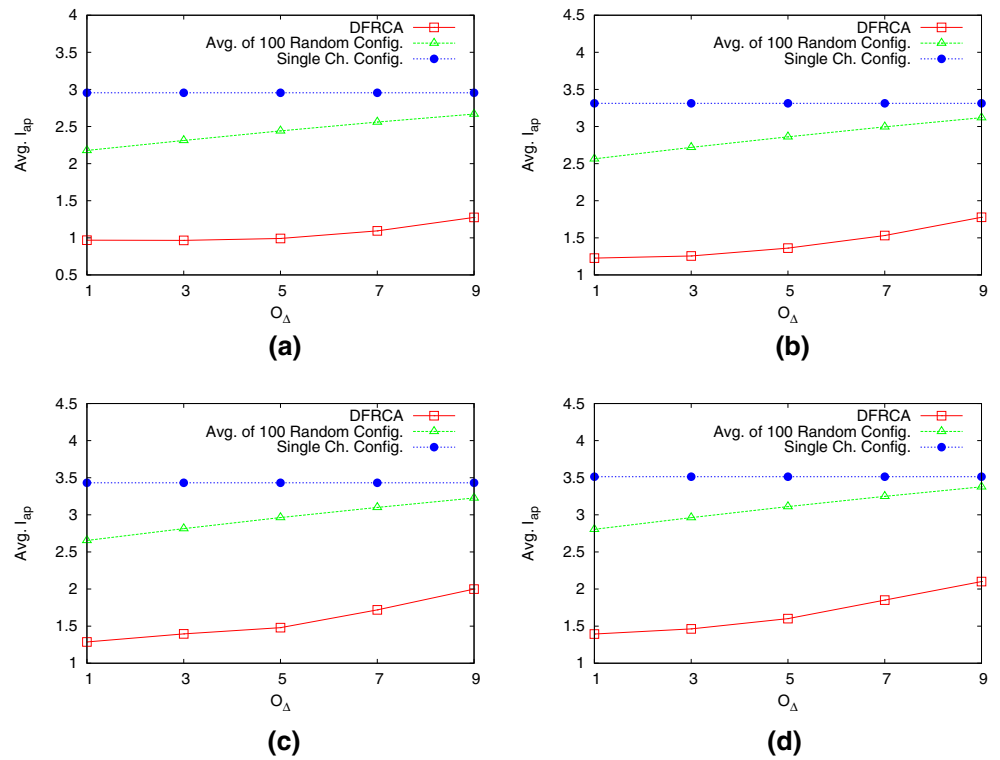 4
3.5
3
2.5
2
1.5
1
0.5
Avg. I_ap
DFRCA
Avg. of 100 Random Config.
Single Ch. Config.
1 3 5 7 9
O_Δ
(a)
4.5
4
3.5
3
2.5
2
1.5
1
Avg. I_ap
DFRCA
Avg. of 100 Random Config.
Single Ch. Config.
1 3 5 7 9
O_Δ
(b)
4.5
4
3.5
3
2.5
2
1.5
1
Avg. I_ap
DFRCA
Avg. of 100 Random Config.
Single Ch. Config.
1 3 5 7 9
O_Δ
(c)
4.5
4
3.5
3
2.5
2
1.5
1
Avg. I_ap
DFRCA
Avg. of 100 Random Config.
Single Ch. Config.
1 3 5 7 9
O_Δ
(d)